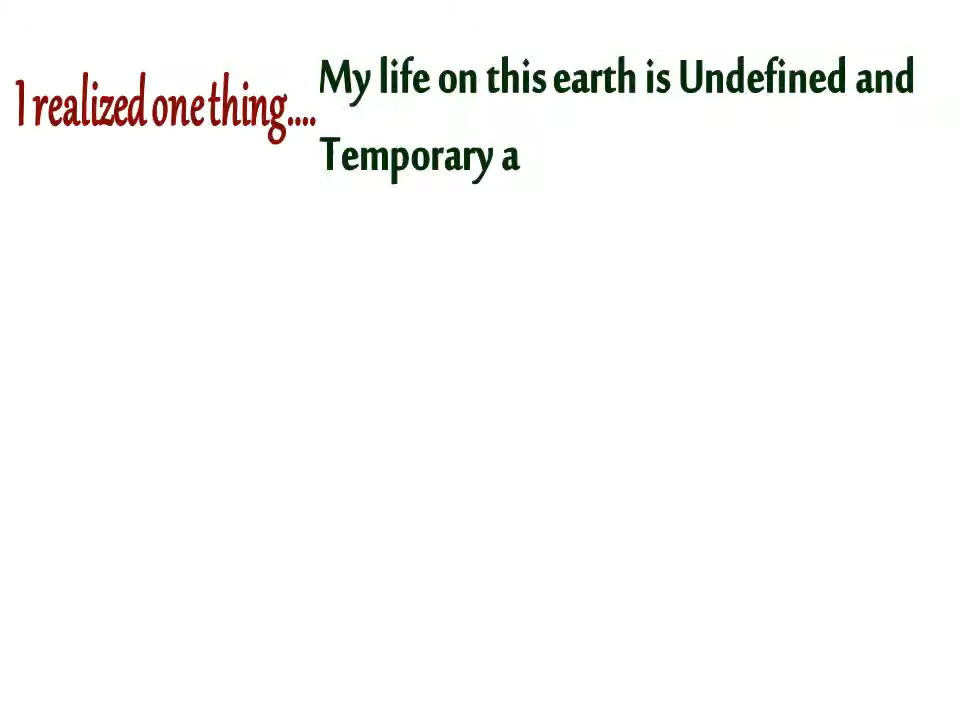 I realized one thing....
My life on this earth is Undefined and
Temporary a